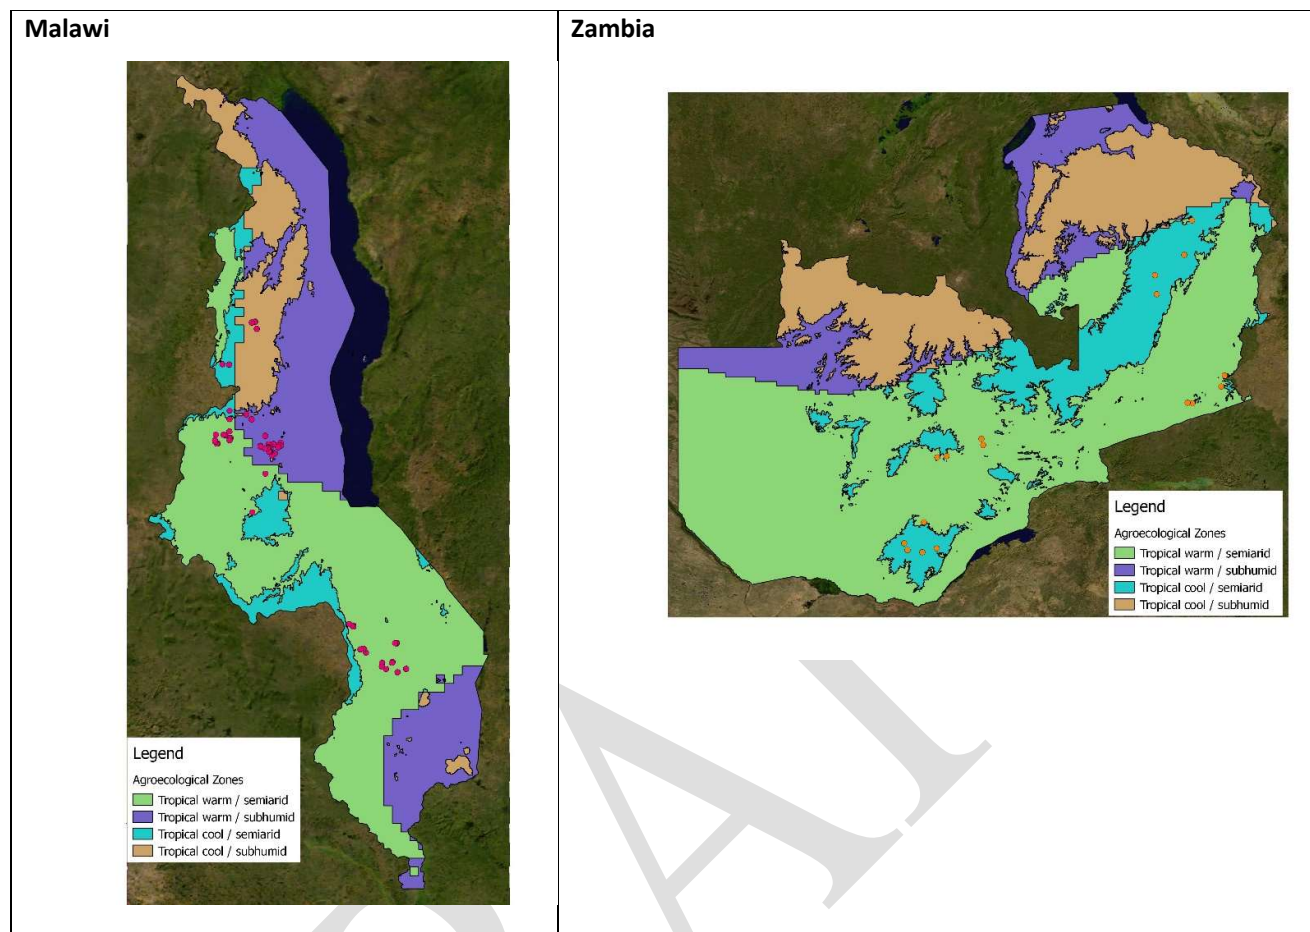 Malawi
Legend
Agroecological Zones
Tropical warm / semiarid
Tropical warm / subhumid
Tropical cool / semiarid
Tropical cool / subhumid
Zambia
Legend
Agroecological Zones
Tropical warm / semiarid
Tropical warm / subhumid
Tropical cool / semiarid
Tropical cool / subhumid